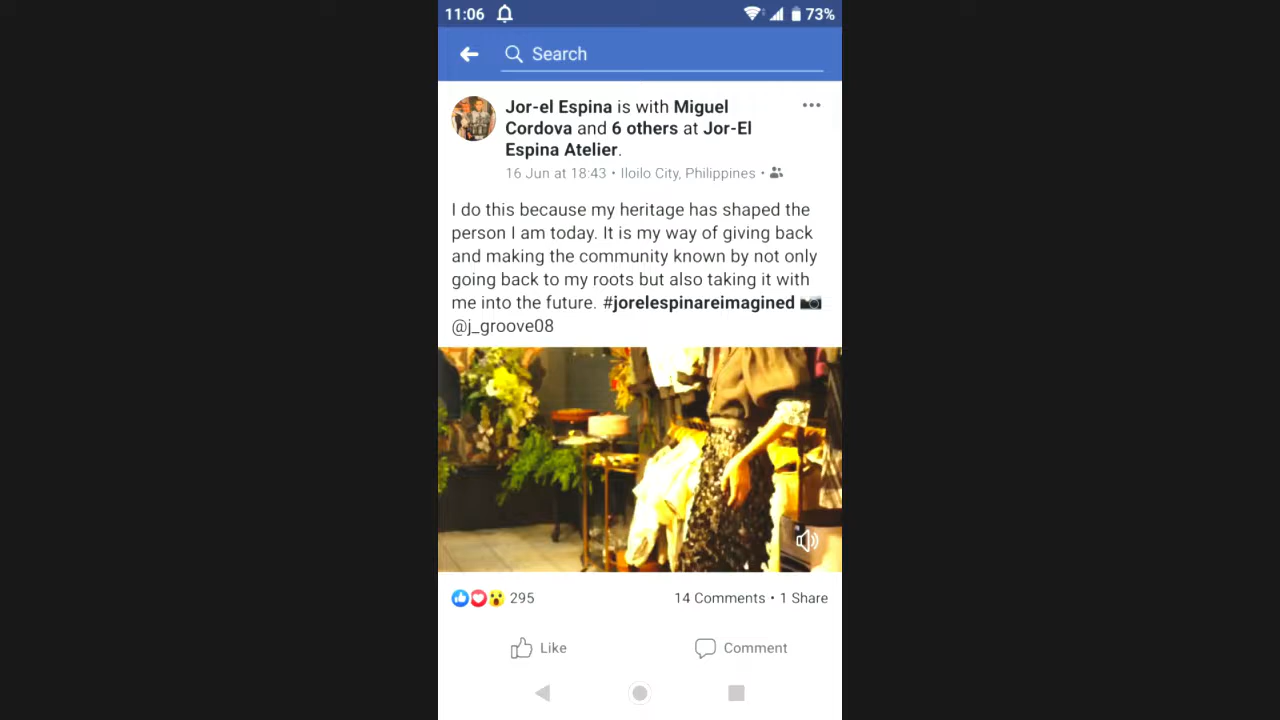 11:06 73%
Search
Jor-el Espina is with Miguel
Cordova and 6 others at Jor-El
Espina Atelier.
16 Jun at 18:43 • Iloilo City, Philippines •
I do this because my heritage has shaped the
person I am today. It is my way of giving back
and making the community known by not only
going back to my roots but also taking it with
me into the future. #jorelespinareimagined 📷
@j_groove08
295 14 Comments • 1 Share
Like Comment